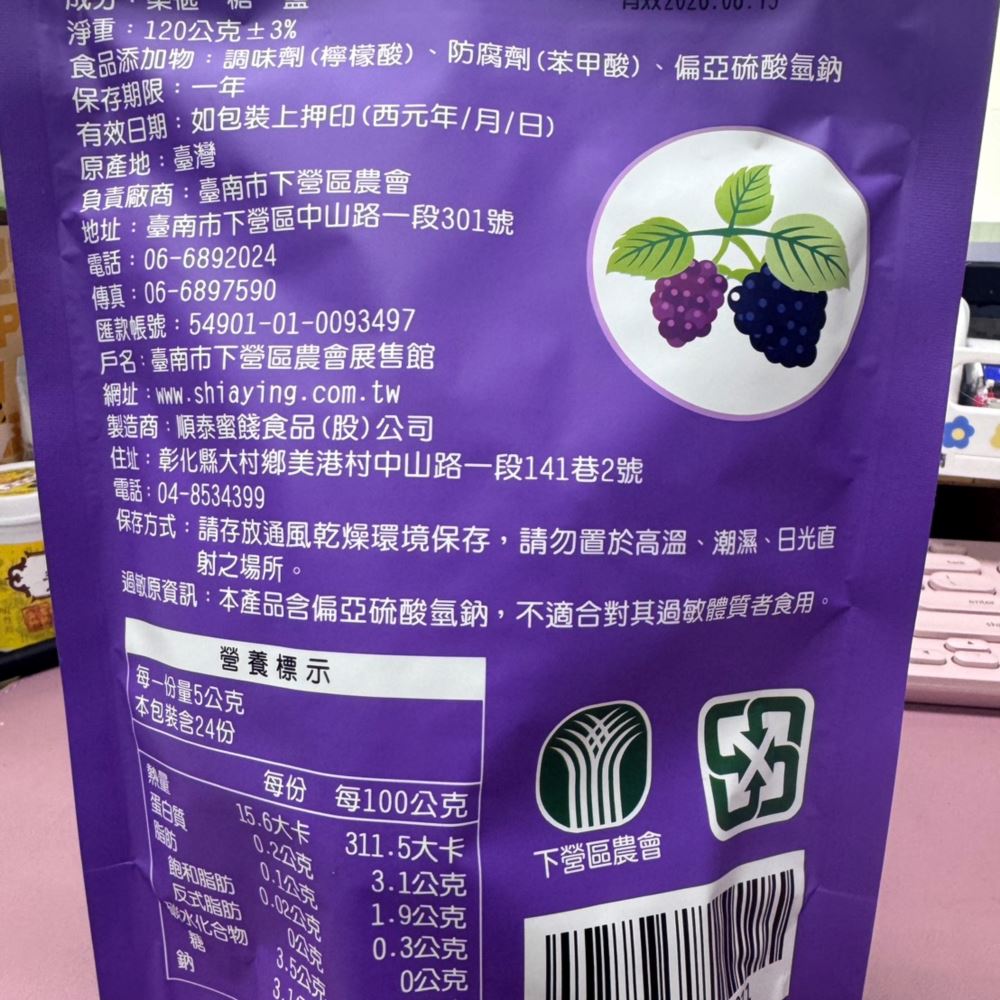 成分：桑椹、糖、鹽
淨重：120公克±3%
食品添加物：調味劑(檸檬酸)、防腐劑(苯甲酸)、偏亞硫酸氫鈉
保存期限：一年
有效日期：如包裝上押印(西元年/月/日)
原產地：臺灣
負責廠商：臺南市下營區農會
地址：臺南市下營區中山路一段301號
電話：06-6892024
傳真：06-6897590
匯款帳號：54901-01-0093497
戶名：臺南市下營區農會展售館
網址：www.shiaying.com.tw
製造商：順泰蜜餞食品(股)公司
住址：彰化縣大村鄉美港村中山路一段141巷2號
電話：04-8534399
保存方式：請存放通風乾燥環境保存，請勿置於高溫、潮濕、日光直
射之場所。
過敏原資訊：本產品含偏亞硫酸氫鈉，不適合對其過敏體質者食用。
營養標示
每一份量5公克
本包裝含24份
每份 每100公克
熱量 15.6大卡 311.5大卡
蛋白質 0.2公克 3.1公克
脂肪 0.1公克 1.9公克
飽和脂肪 0.02公克 0.3公克
反式脂肪 0公克 0公克
碳水化合物 3.5公克
糖
鈉
下營區農會